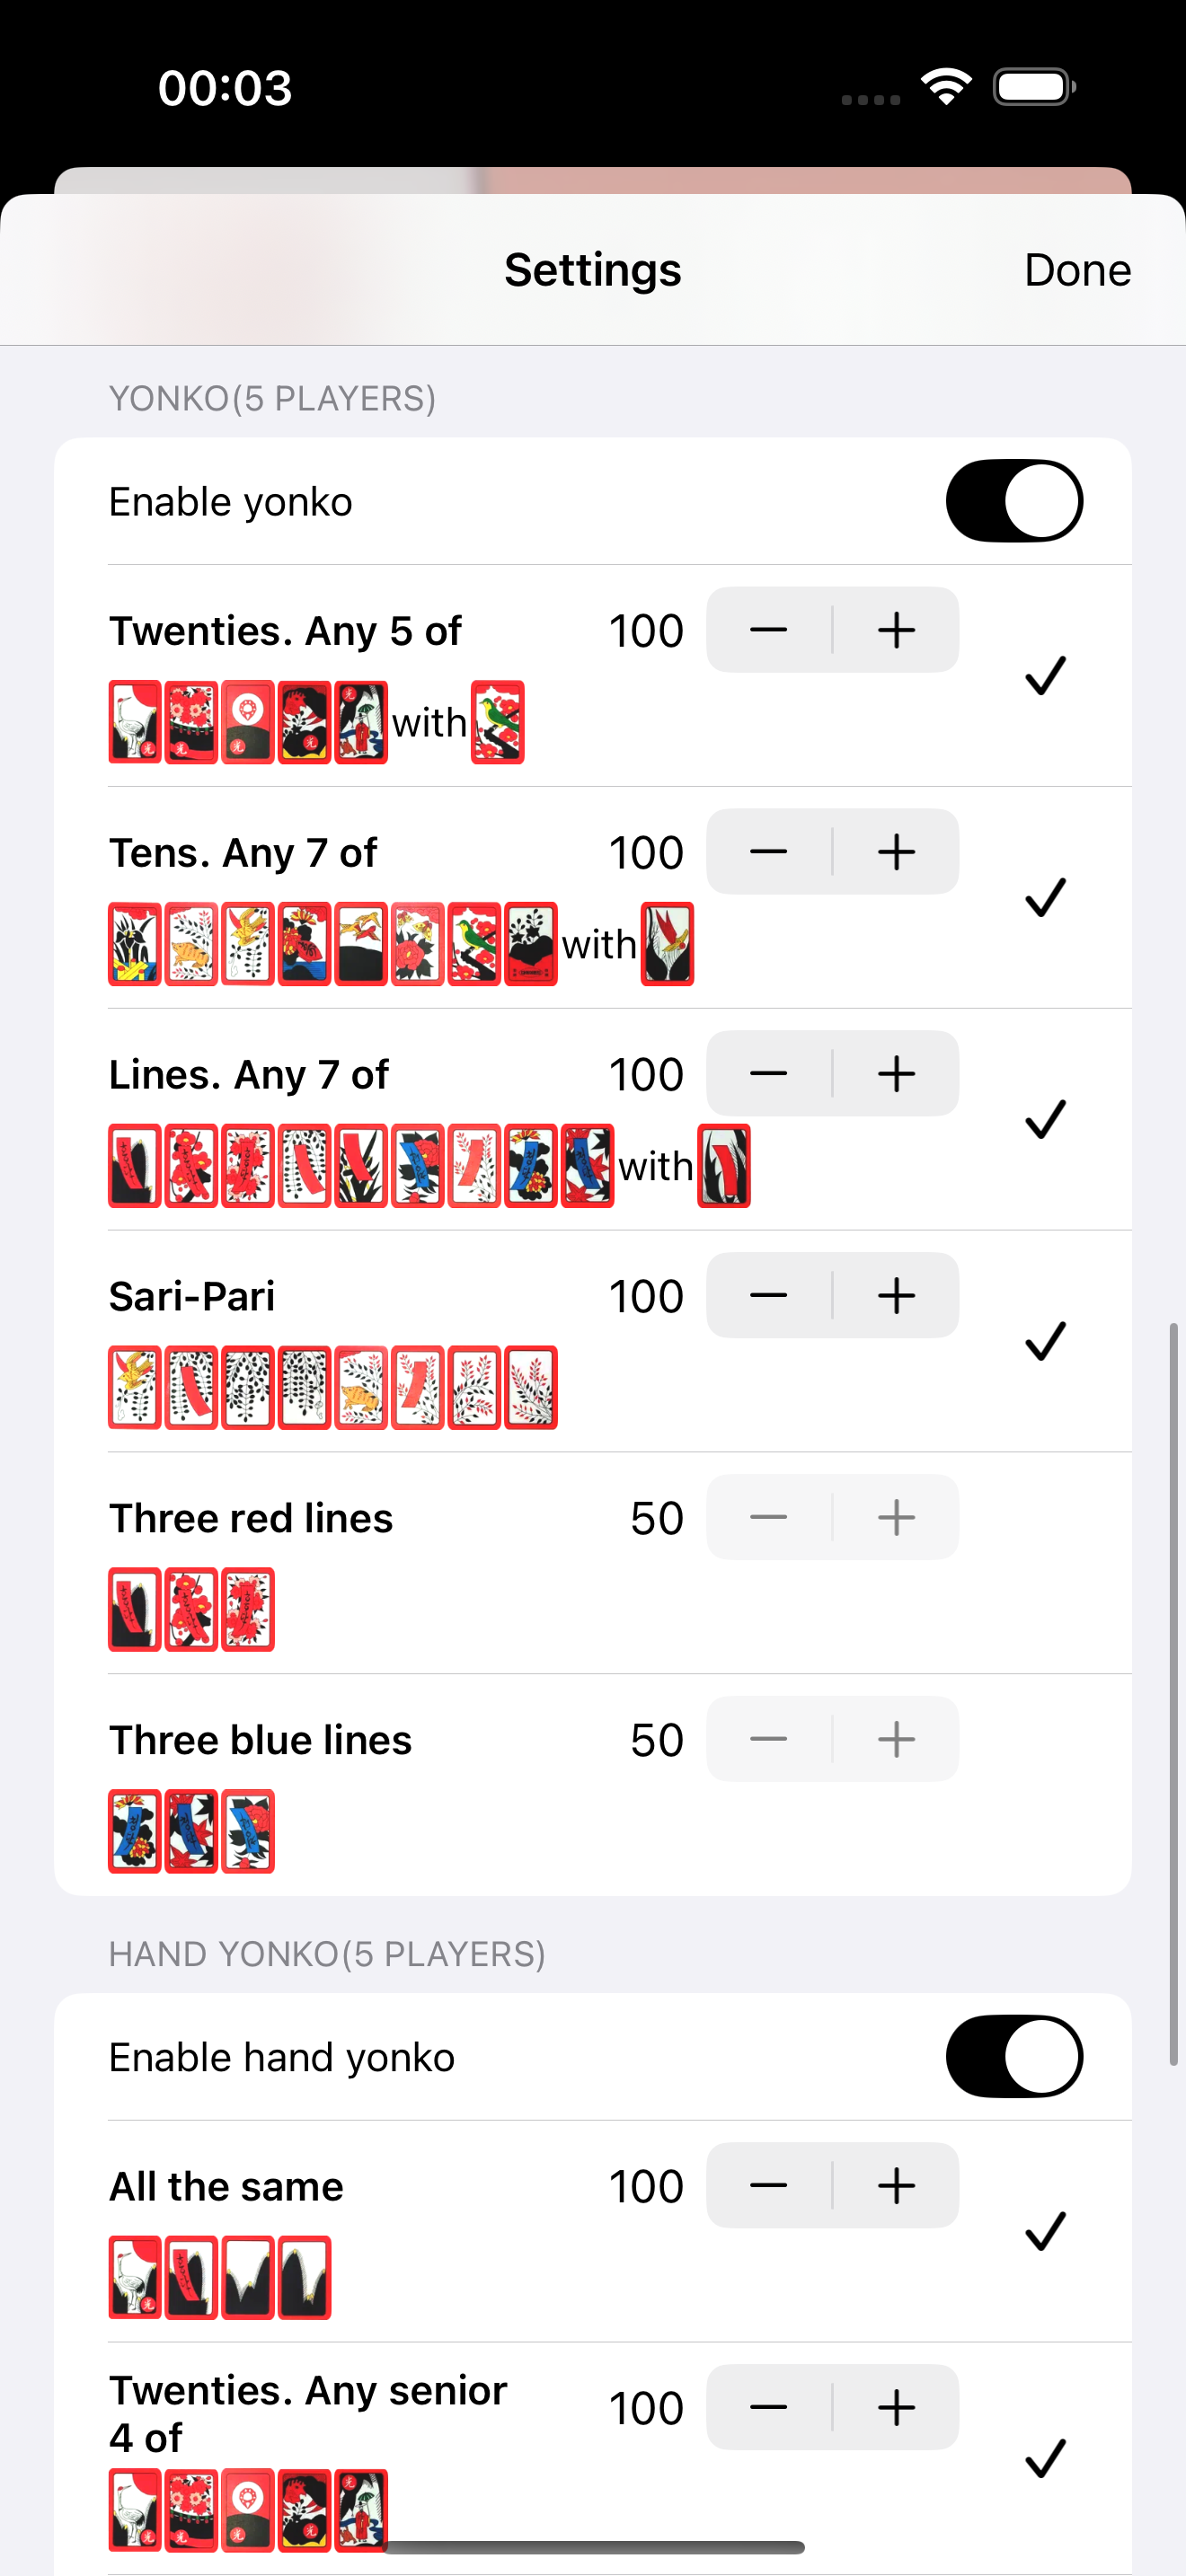 00:03
Settings
Done
YONKO(5 PLAYERS)
Enable yonko
Twenties. Any 5 of
100
with
Tens. Any 7 of
100
with
Lines. Any 7 of
100
with
Sari-Pari
100
Three red lines
50
Three blue lines
50
HAND YONKO(5 PLAYERS)
Enable hand yonko
All the same
100
Twenties. Any senior
4 of
100